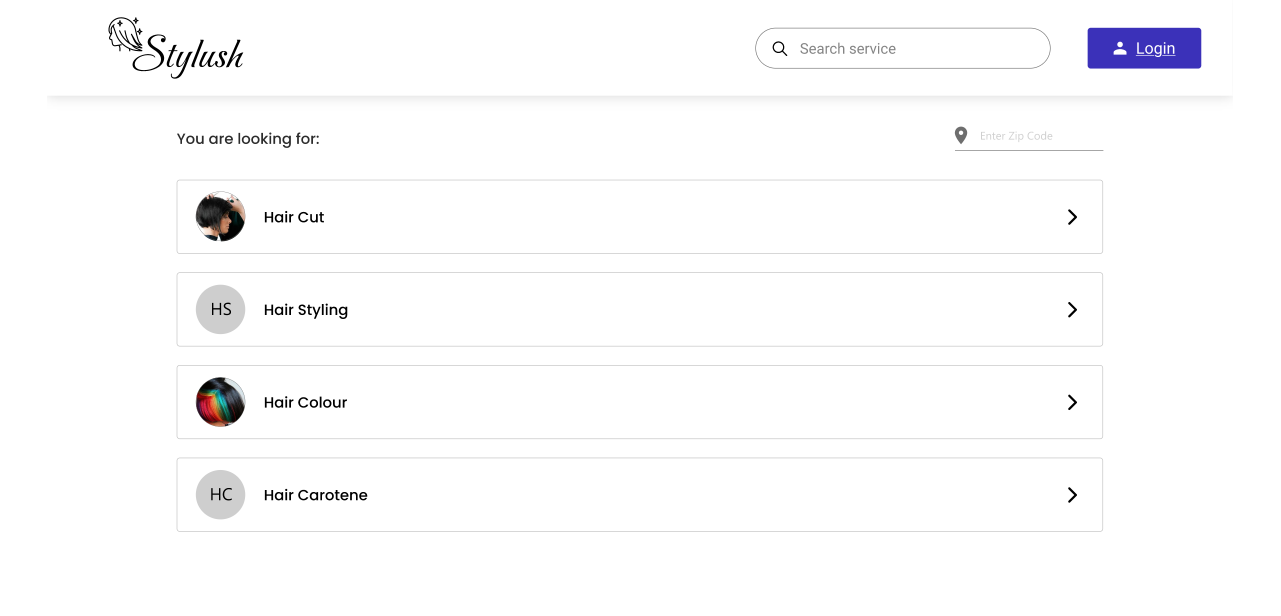 Stylush
Search service
Login
You are looking for:
Enter Zip Code
Hair Cut
HS
Hair Styling
Hair Colour
HC
Hair Carotene